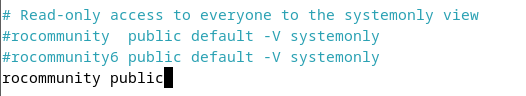 # Read-only access to everyone to the systemonly view
#rocommunity  public default -V systemonly
#rocommunity6 public default -V systemonly
rocommunity public